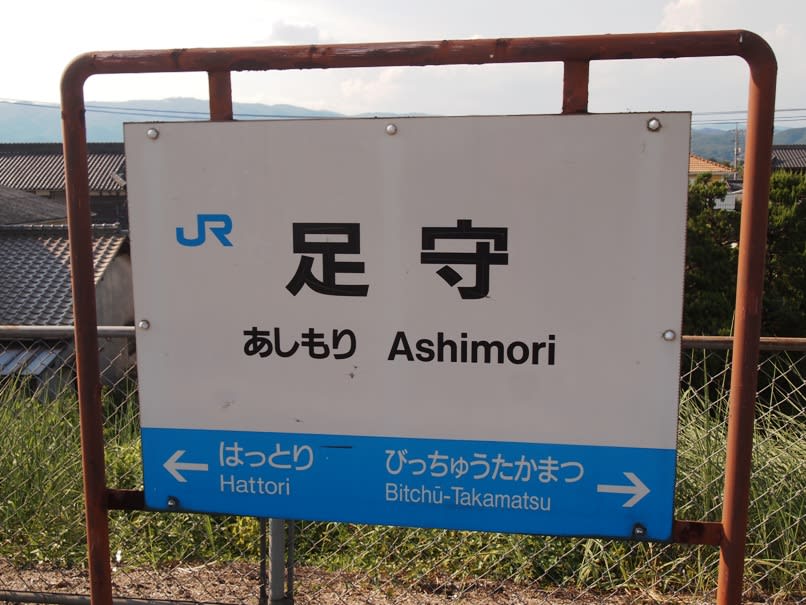 JR 足守
あしもり Ashimori
← はっとり びっちゅうたかまつ →
Hattori Bitchū-Takamatsu